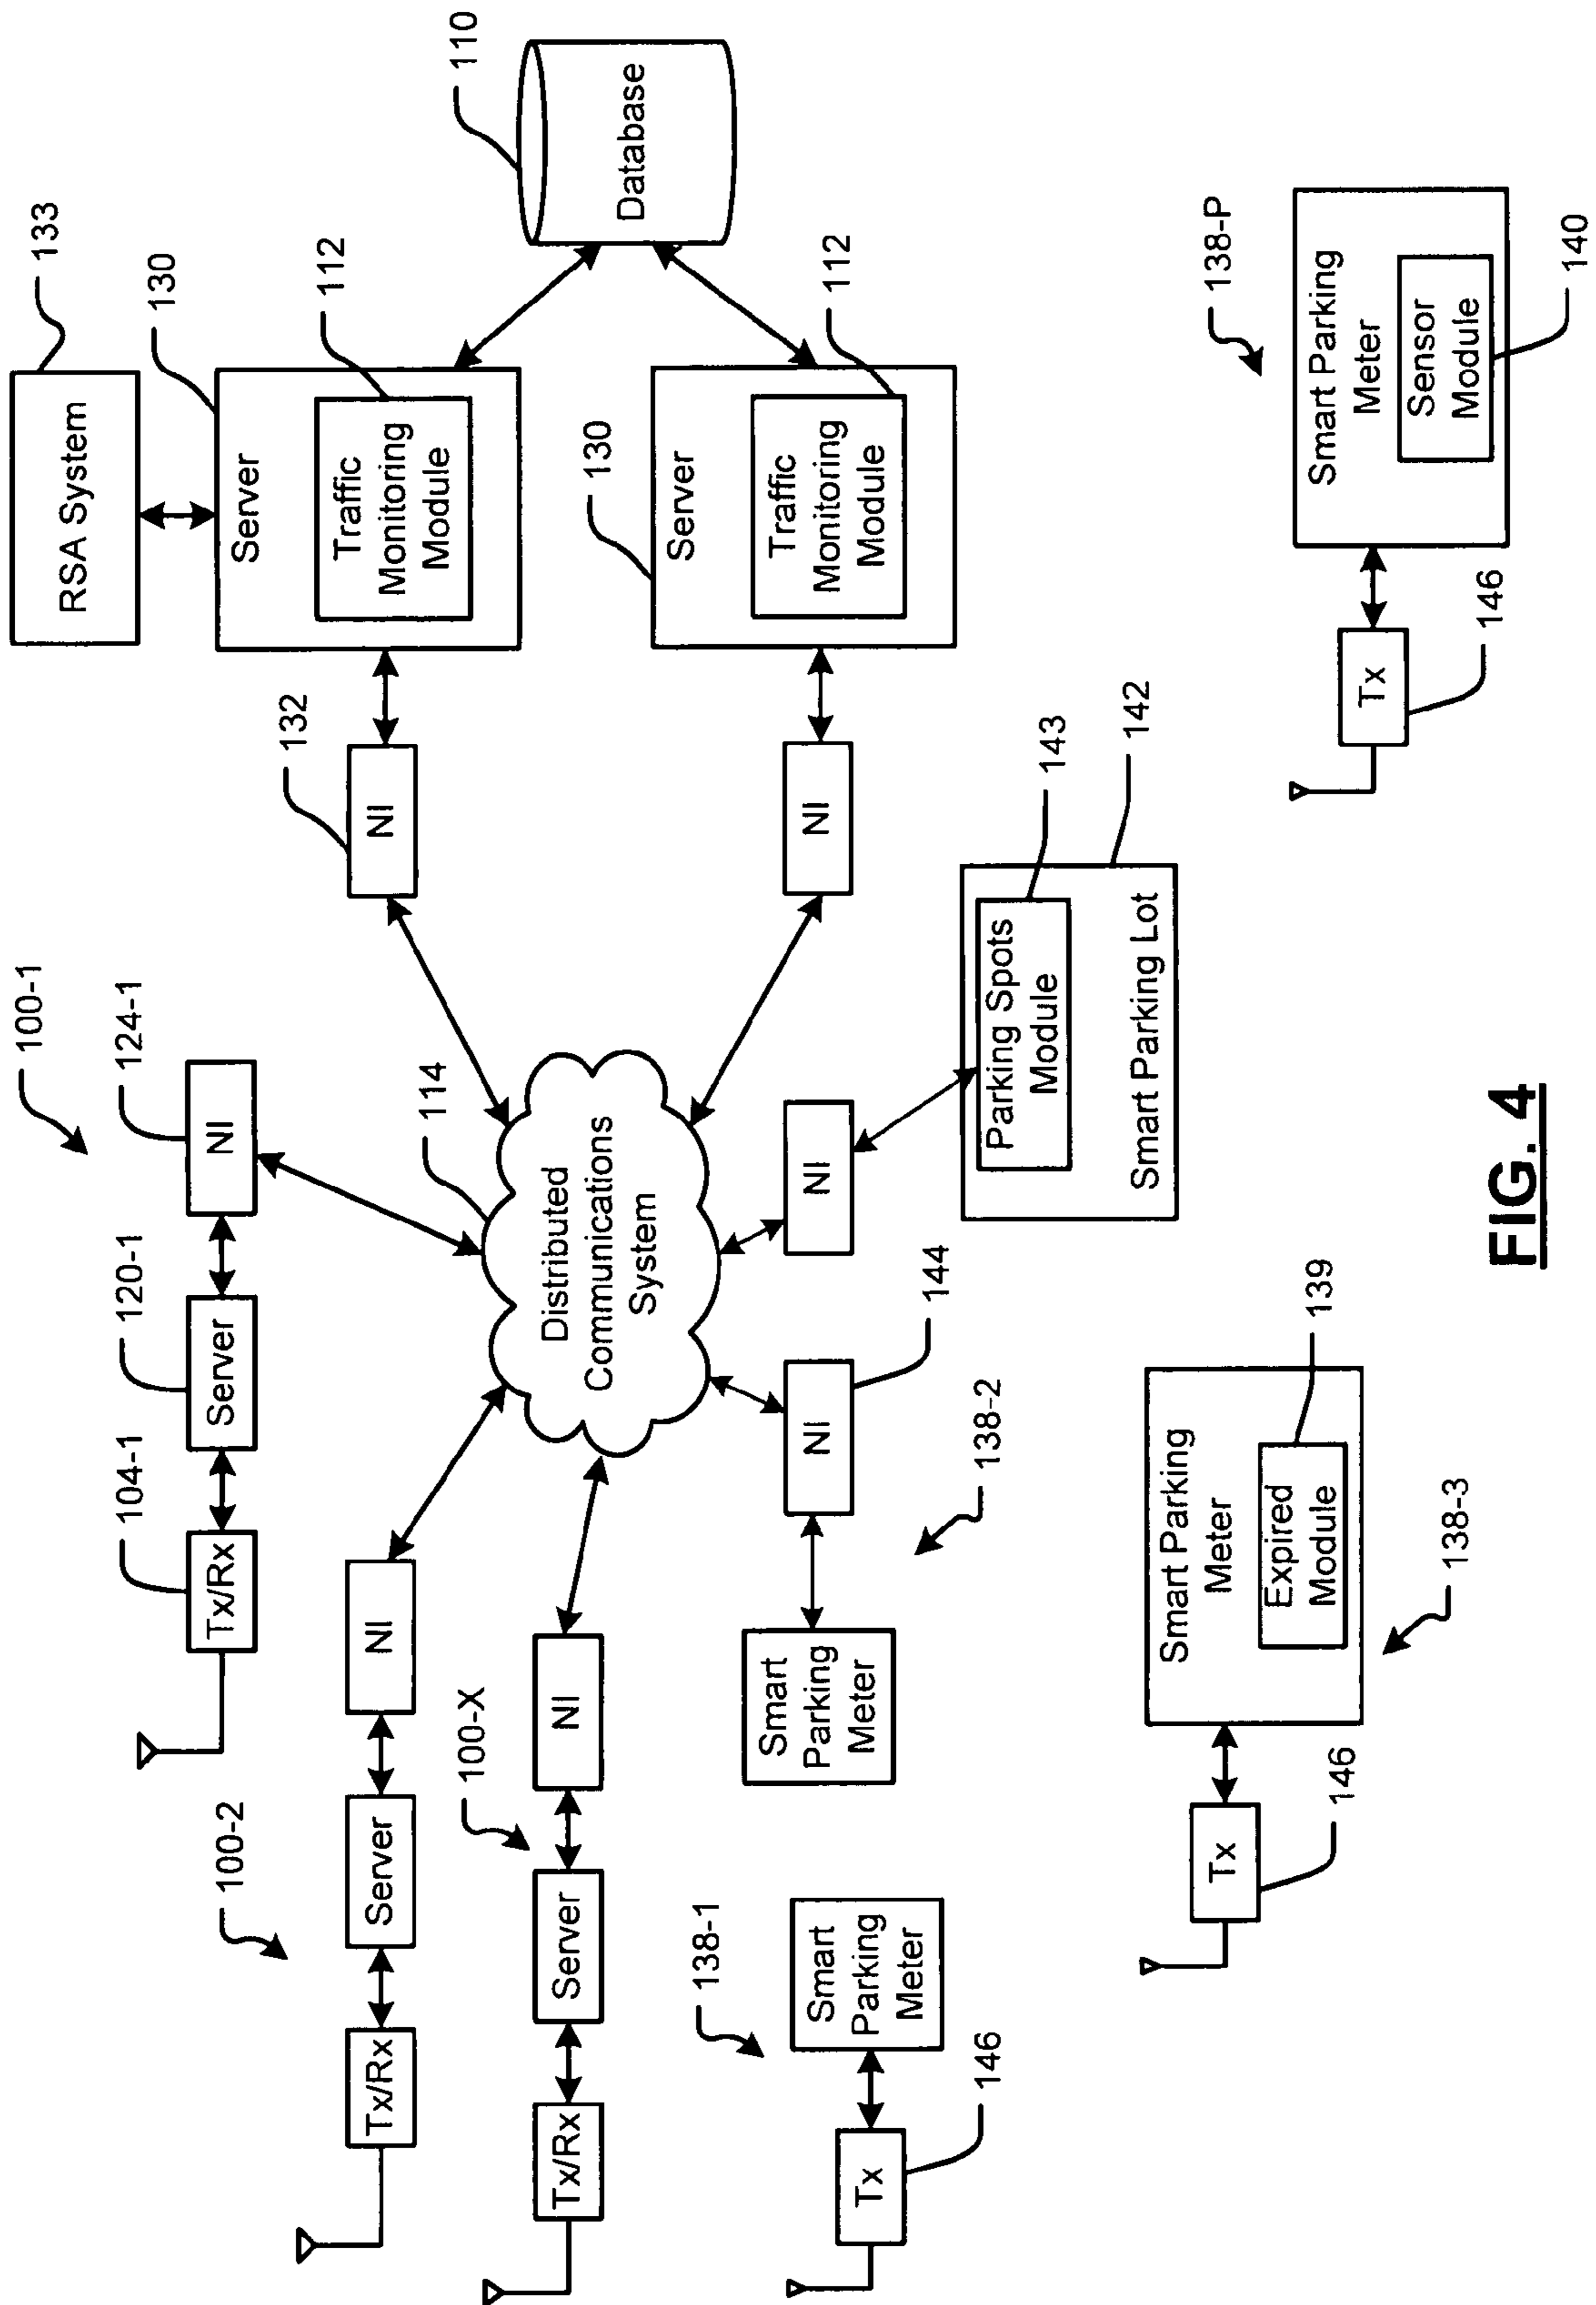 100-1
104-1
120-1
124-1
Tx/Rx
Server
NI
100-2
Tx/Rx
Server
NI
100-X
Tx/Rx
Server
NI
114
Distributed
Communications
System
132
NI
NI
133
RSA System
130
Server
112
Traffic
Monitoring
Module
130
Server
112
Traffic
Monitoring
Module
110
Database
138-1
Smart
Parking
Meter
Tx
146
Smart
Parking
Meter
NI
144
138-2
NI
143
Parking Spots
Module
142
Smart Parking Lot
Smart Parking
Meter
Expired
Module
139
138-3
Tx
146
138-P
Smart Parking
Meter
Sensor
Module
140
Tx
146
FIG. 4